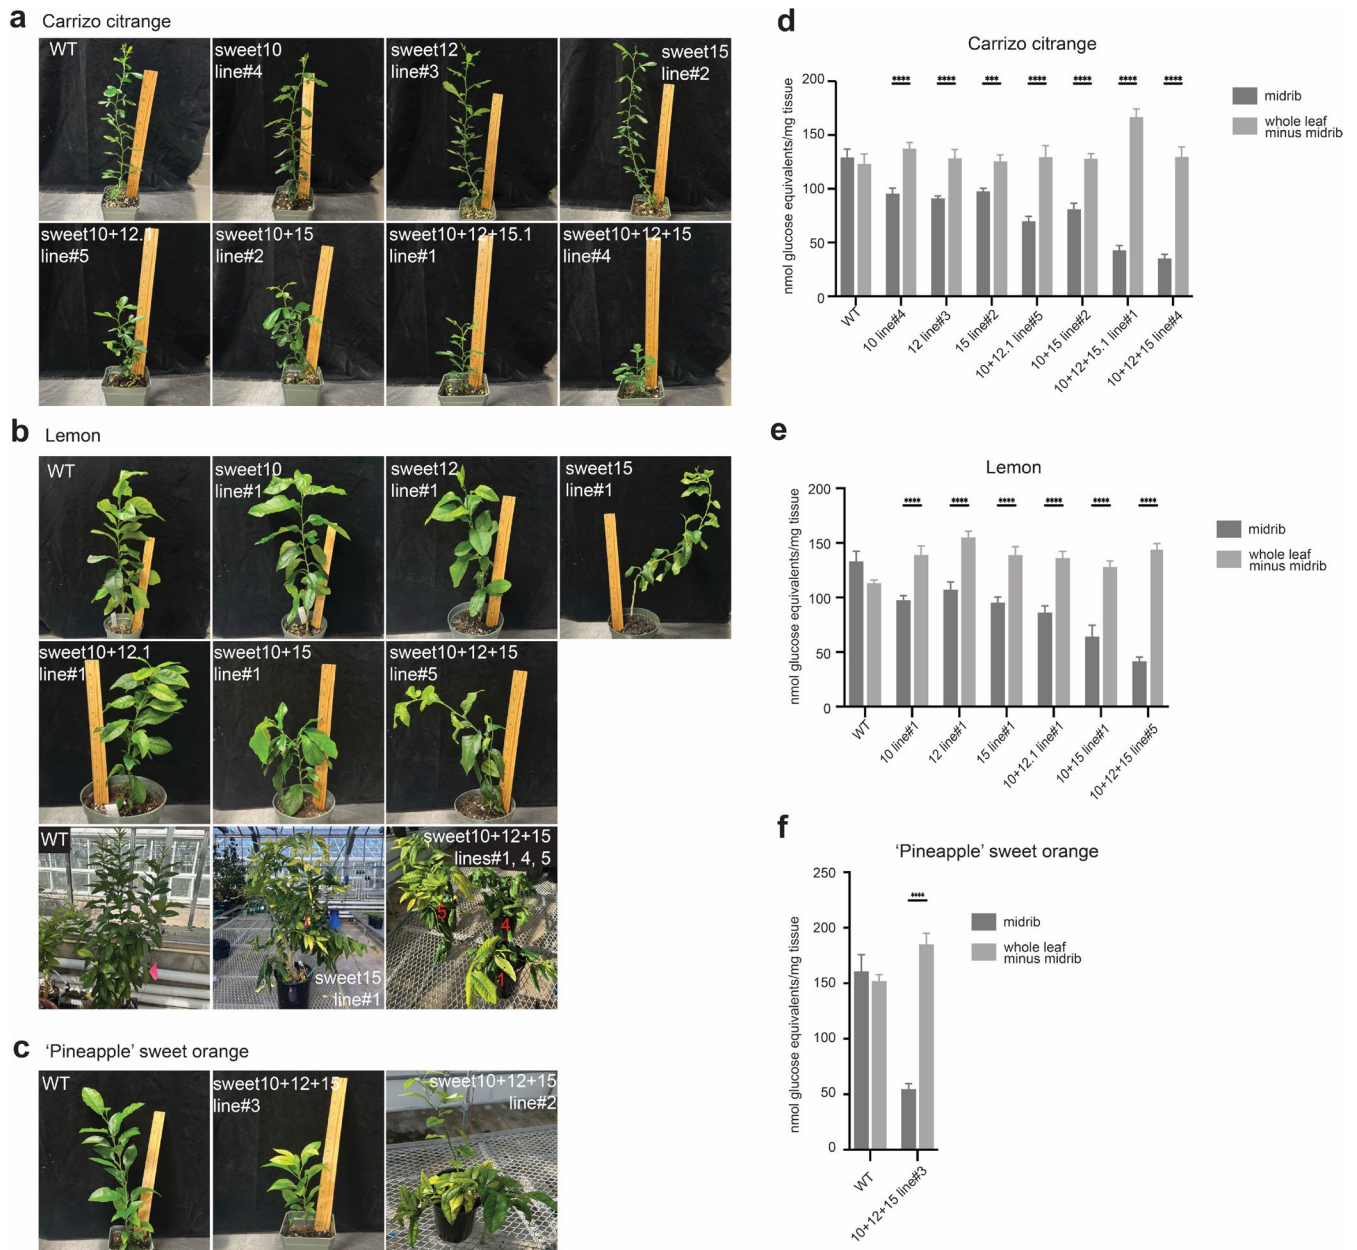 a Carrizo citrange
WT
sweet10
line#4
sweet12
line#3
sweet15
line#2
sweet10+12.1
line#5
sweet10+15
line#2
sweet10+12+15.1
line#1
sweet10+12+15
line#4
b Lemon
WT
sweet10
line#1
sweet12
line#1
sweet15
line#1
sweet10+12.1
line#1
sweet10+15
line#1
sweet10+12+15
line#5
WT
sweet15
line#1
sweet10+12+15
lines#1, 4, 5
5
4
1
c 'Pineapple' sweet orange
WT
sweet10+12+15
line#3
sweet10+12+15
line#2
d
Carrizo citrange
nmol glucose equivalents/mg tissue
200
150
100
50
0
**** **** *** **** **** **** ****
WT
10 line#4
12 line#3
15 line#2
10+12.1 line#5
10+15 line#2
10+12+15.1 line#1
10+12+15 line#4
midrib
whole leaf
minus midrib
e
Lemon
nmol glucose equivalents/mg tissue
200
150
100
50
0
**** **** **** **** **** ****
WT
10 line#1
12 line#1
15 line#1
10+12.1 line#1
10+15 line#1
10+12+15 line#5
midrib
whole leaf
minus midrib
f
'Pineapple' sweet orange
nmol glucose equivalents/mg tissue
250
200
150
100
50
0
****
WT
10+12+15 line#3
midrib
whole leaf
minus midrib